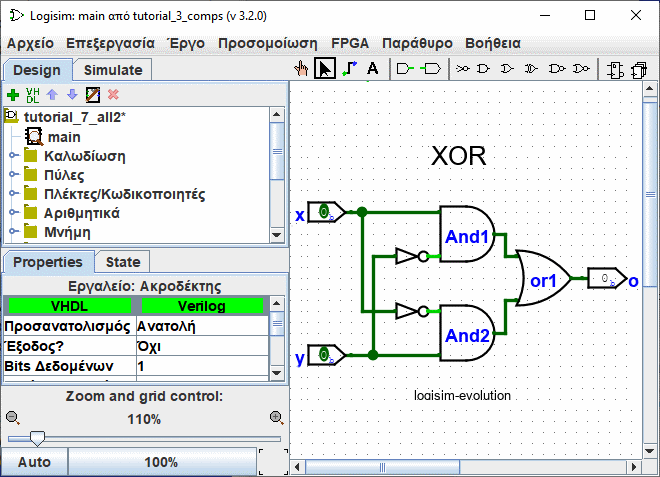 Logisim: main από tutorial_3_comps (v 3.2.0)
Αρχείο Επεξεργασία Έργο Προσομοίωση FPGA Παράθυρο Βοήθεια
Design Simulate
A
VH
DL
tutorial_7_all2*
main
Καλωδίωση
Πύλες
Πλέκτες/Κωδικοποιητές
Αριθμητικά
Μνήμη
Properties State
Εργαλείο: Ακροδέκτης
VHDL Verilog
Προσανατολισμός Ανατολή
Έξοδος? Όχι
Bits Δεδομένων 1
Zoom and grid control:
110%
Auto 100%
XOR
x 0
And1
or1 0 o
And2
y 0
logisim-evolution